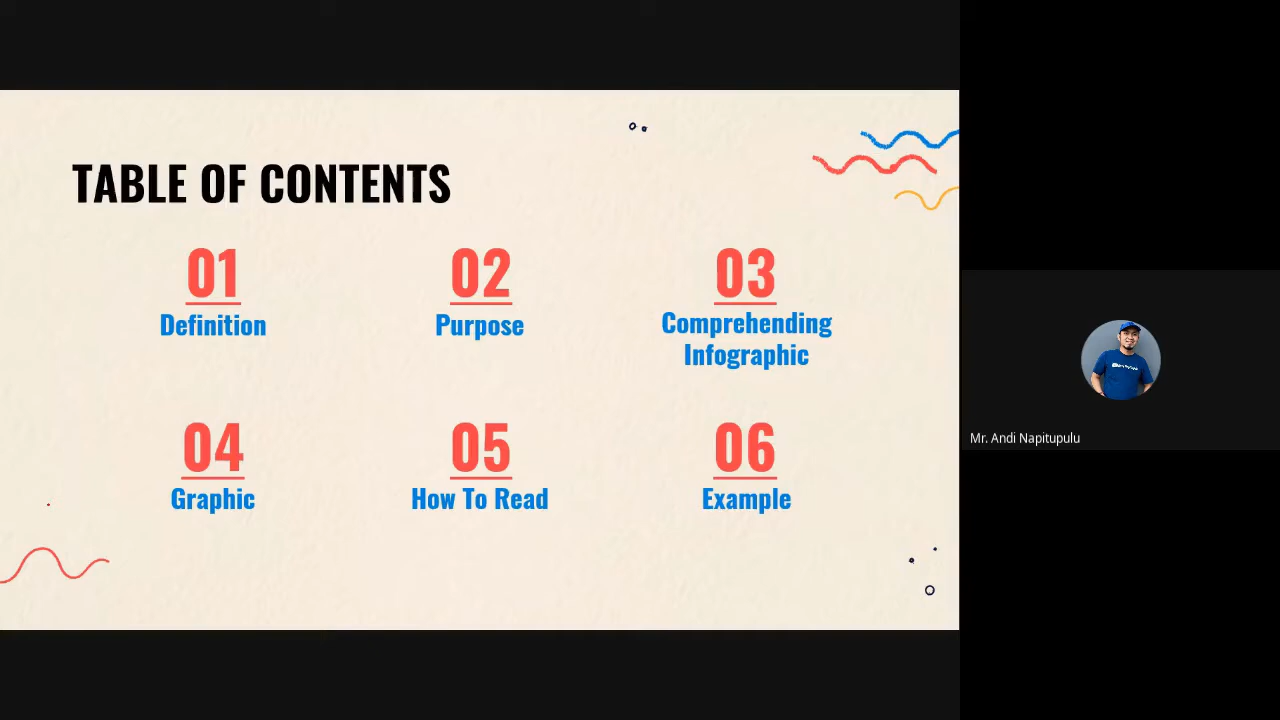 TABLE OF CONTENTS
01
Definition
02
Purpose
03
Comprehending
Infographic
04
Graphic
05
How To Read
06
Example
Mr. Andi Napitupulu